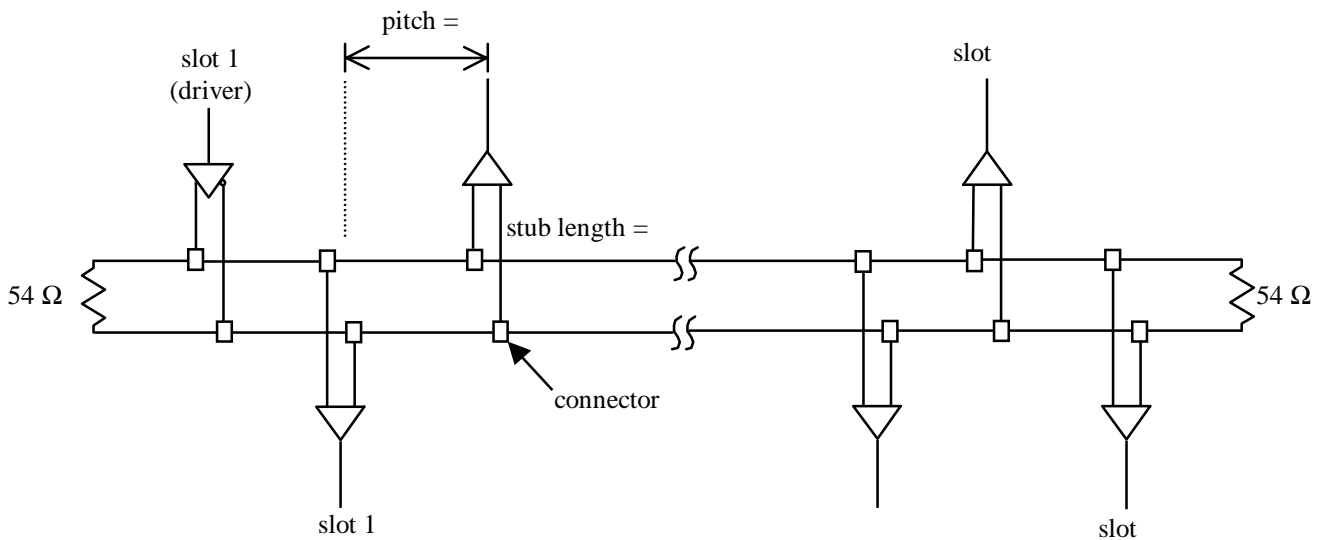 pitch =
slot 1
(driver)
slot
stub length =
54 Ω
54 Ω
connector
slot 1
slot